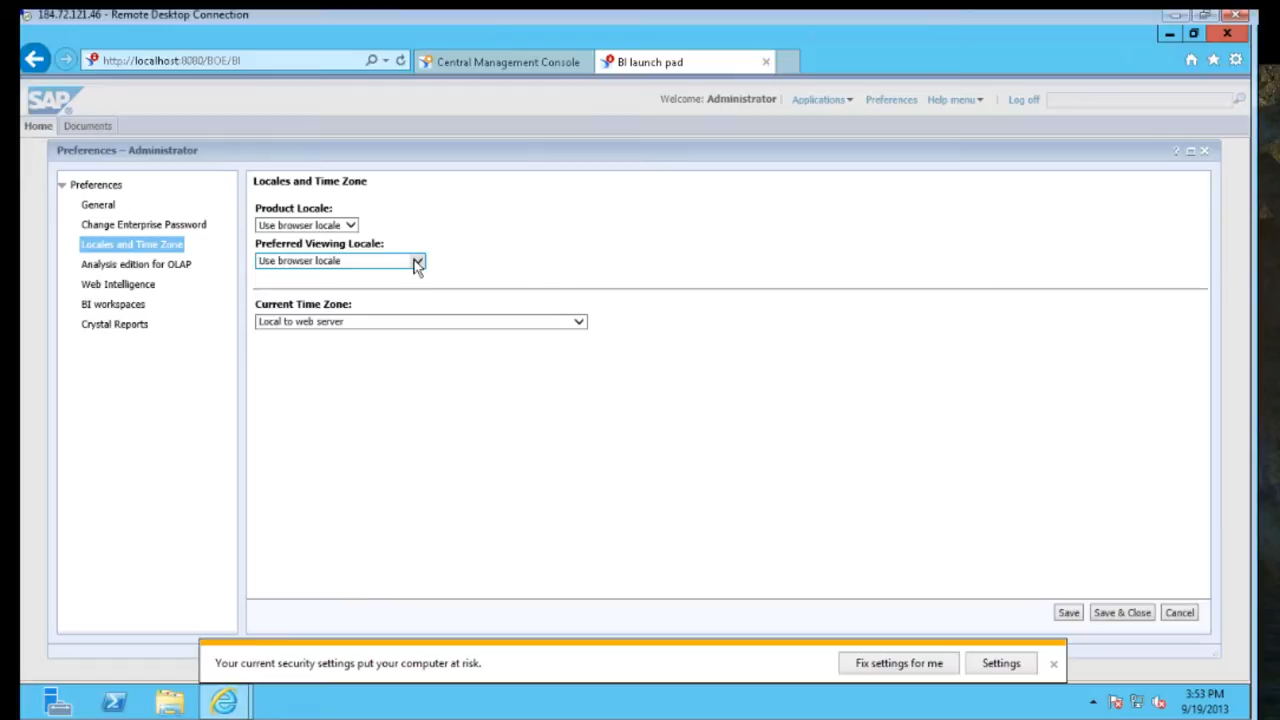 184.72.121.46 - Remote Desktop Connection
http://localhost:8080/BOE/BI
Central Management Console
BI launch pad
SAP
Welcome: Administrator
Applications
Preferences
Help menu
Log off
Home
Documents
Preferences – Administrator
Preferences
General
Change Enterprise Password
Locales and Time Zone
Analysis edition for OLAP
Web Intelligence
BI workspaces
Crystal Reports
Locales and Time Zone
Product Locale:
Use browser locale
Preferred Viewing Locale:
Use browser locale
Current Time Zone:
Local to web server
Save
Save & Close
Cancel
Your current security settings put your computer at risk.
Fix settings for me
Settings
3:53 PM
9/19/2013